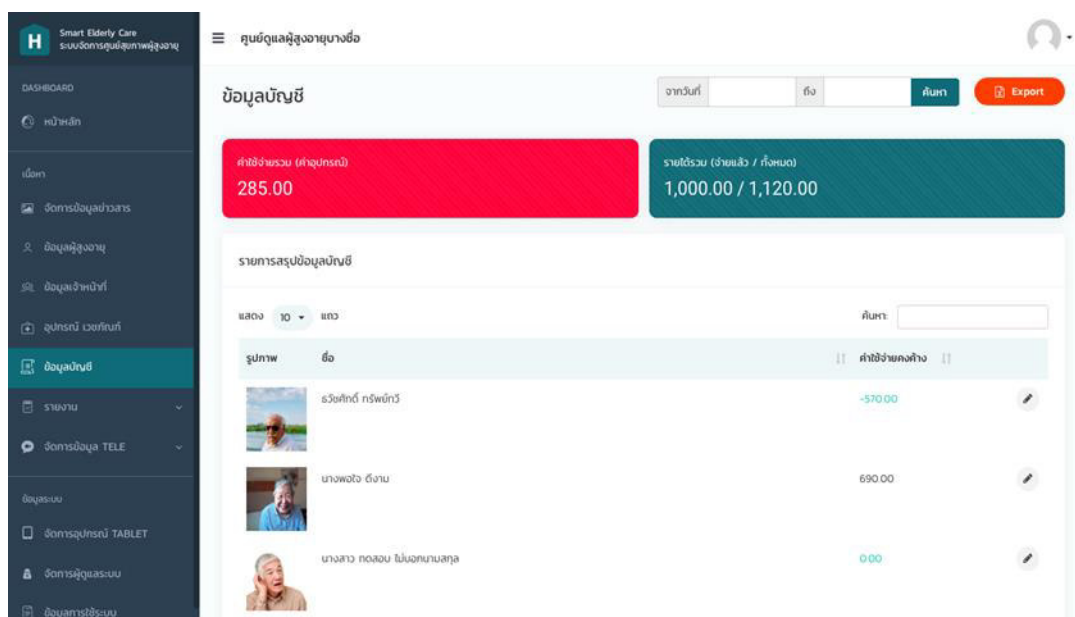 H
Smart Elderly Care
ระบบจัดการศูนย์สุขภาพผู้สูงอายุ
DASHBOARD
หน้าหลัก
เนื้อหา
จัดการข้อมูลข่าวสาร
ข้อมูลผู้สูงอายุ
ข้อมูลเจ้าหน้าที่
อุปกรณ์ เวชภัณฑ์
ข้อมูลบัญชี
รายงาน
จัดการข้อมูล TELE
ข้อมูลระบบ
จัดการอุปกรณ์ TABLET
จัดการผู้ดูแลระบบ
ข้อมูลการใช้ระบบ
ศูนย์ดูแลผู้สูงอายุบางซื่อ
ข้อมูลบัญชี
จากวันที่ ถึง ค้นหา Export
ค่าใช้จ่ายรวม (ค่าอุปกรณ์)
285.00
รายได้รวม (จ่ายแล้ว / ทั้งหมด)
1,000.00 / 1,120.00
รายการสรุปข้อมูลบัญชี
แสดง 10 แถว ค้นหา:
รูปภาพ ชื่อ ค่าใช้จ่ายคงค้าง
ธวัชศักดิ์ ทรัพย์ทวี -570.00
นางพอใจ ดีงาม 690.00
นางสาว ทดสอบ ไม่บอกนามสกุล 0.00